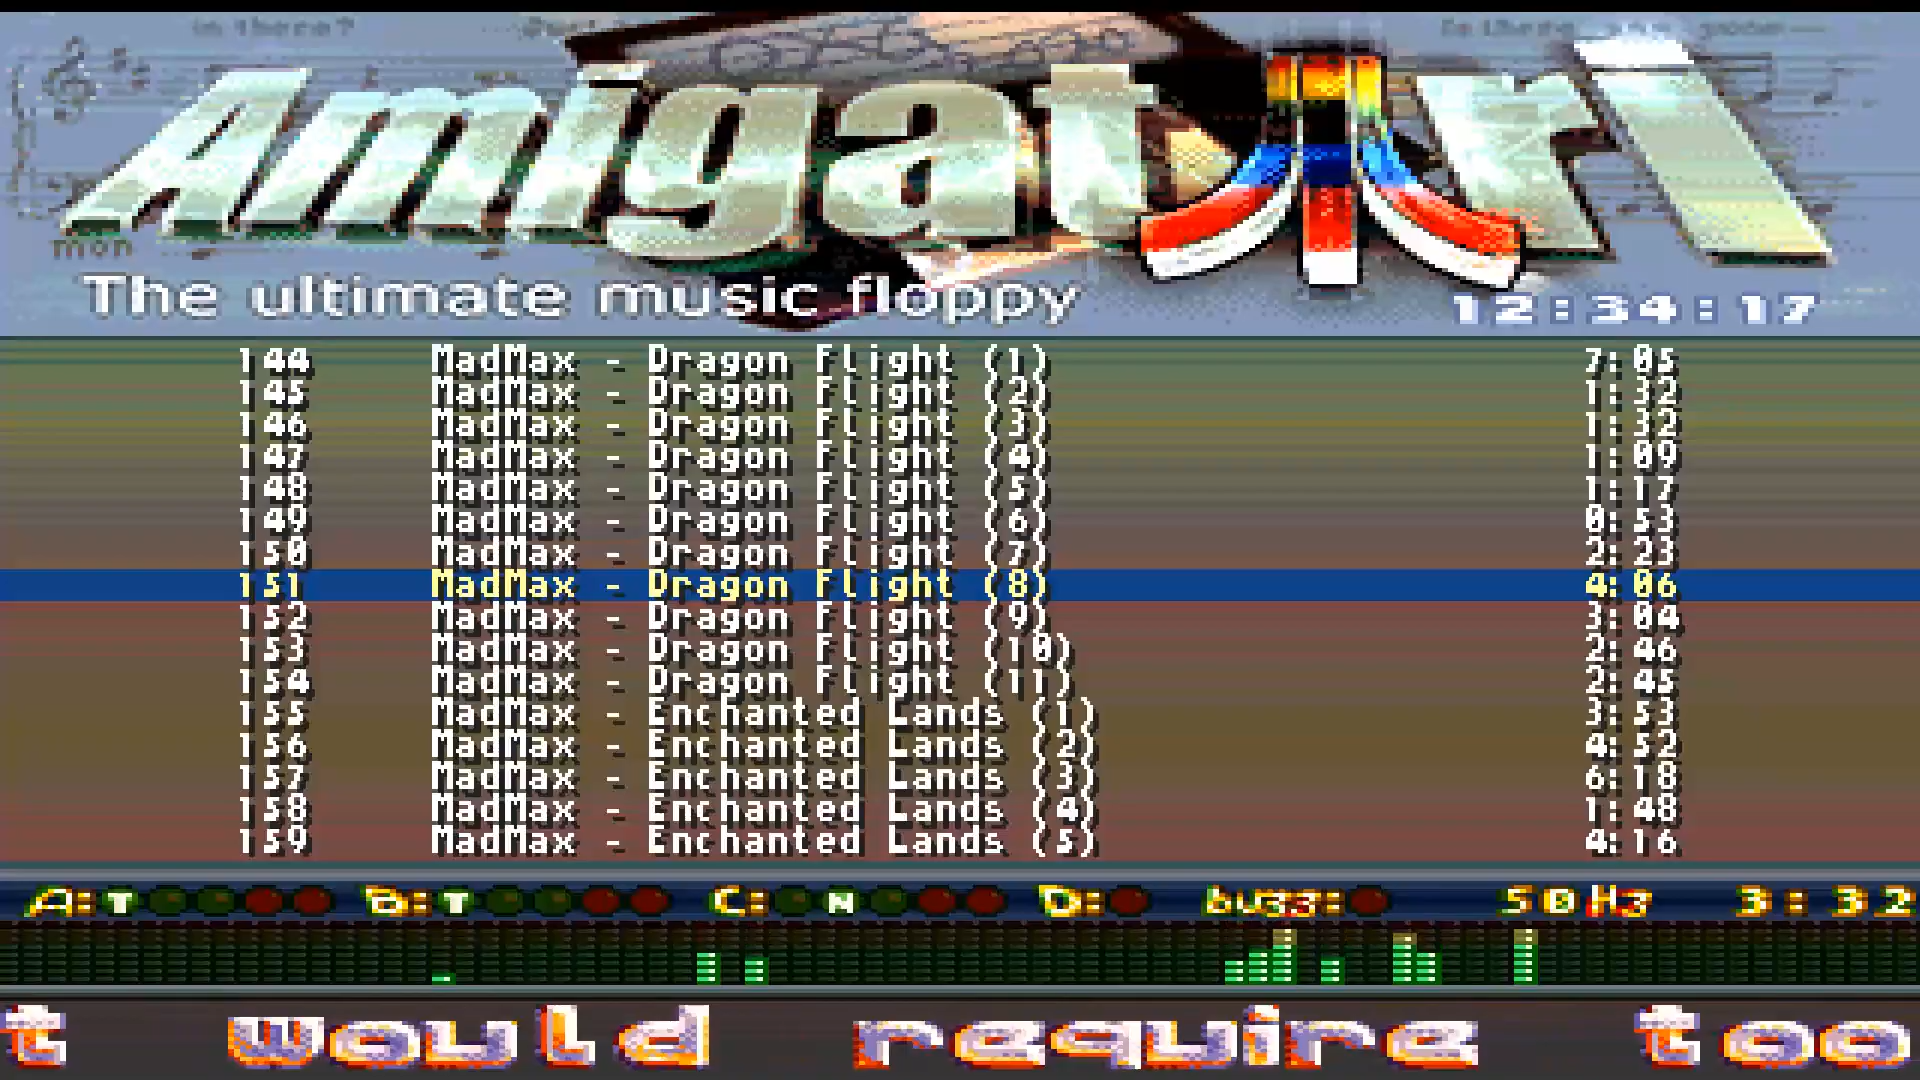 Amigatari
The ultimate music floppy 12:34:17
144 MadMax - Dragon Flight (1) 7:05
145 MadMax - Dragon Flight (2) 1:32
146 MadMax - Dragon Flight (3) 1:32
147 MadMax - Dragon Flight (4) 1:09
148 MadMax - Dragon Flight (5) 1:17
149 MadMax - Dragon Flight (6) 0:53
150 MadMax - Dragon Flight (7) 2:23
151 MadMax - Dragon Flight (8) 4:06
152 MadMax - Dragon Flight (9) 3:04
153 MadMax - Dragon Flight (10) 2:46
154 MadMax - Dragon Flight (11) 2:45
155 MadMax - Enchanted Lands (1) 3:53
156 MadMax - Enchanted Lands (2) 4:52
157 MadMax - Enchanted Lands (3) 6:18
158 MadMax - Enchanted Lands (4) 1:48
159 MadMax - Enchanted Lands (5) 4:16
A:T B:T C: N D: buzz: 50Hz 3:32
t would require too